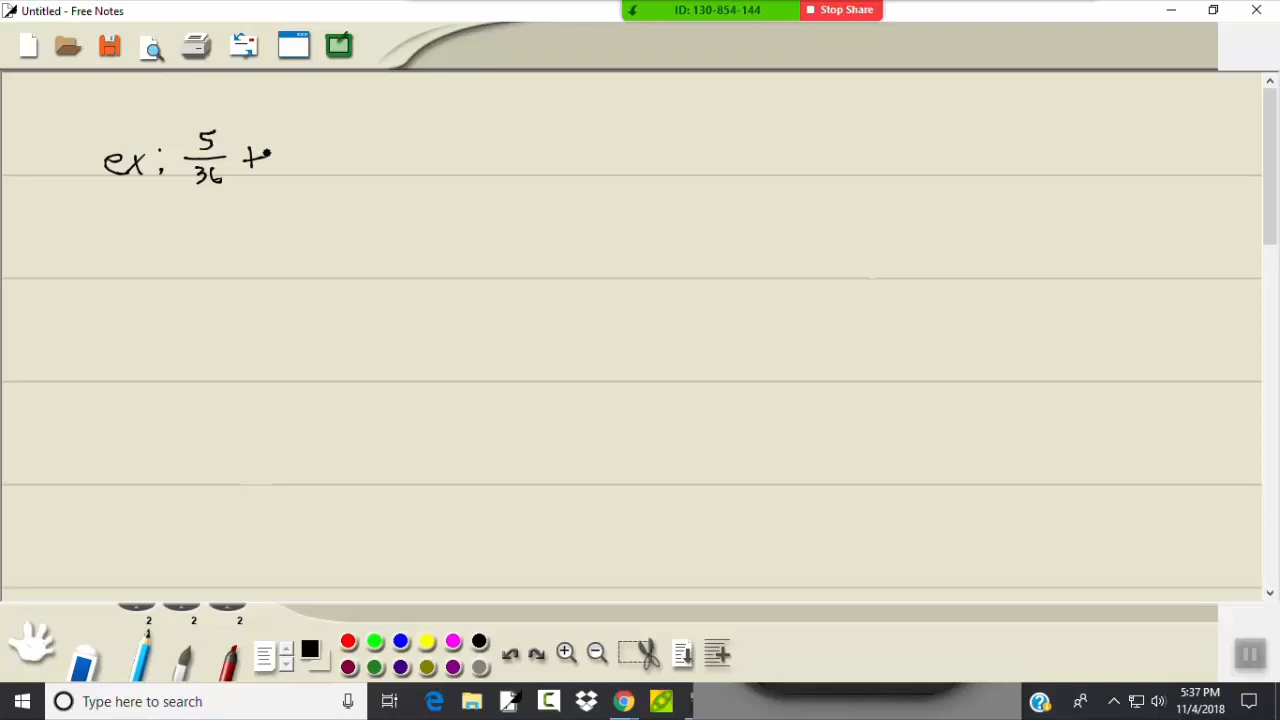 Untitled - Free Notes
ID: 130-854-144
Stop Share
ex: 5/36 +
2 2 2
Type here to search
5:37 PM
11/4/2018